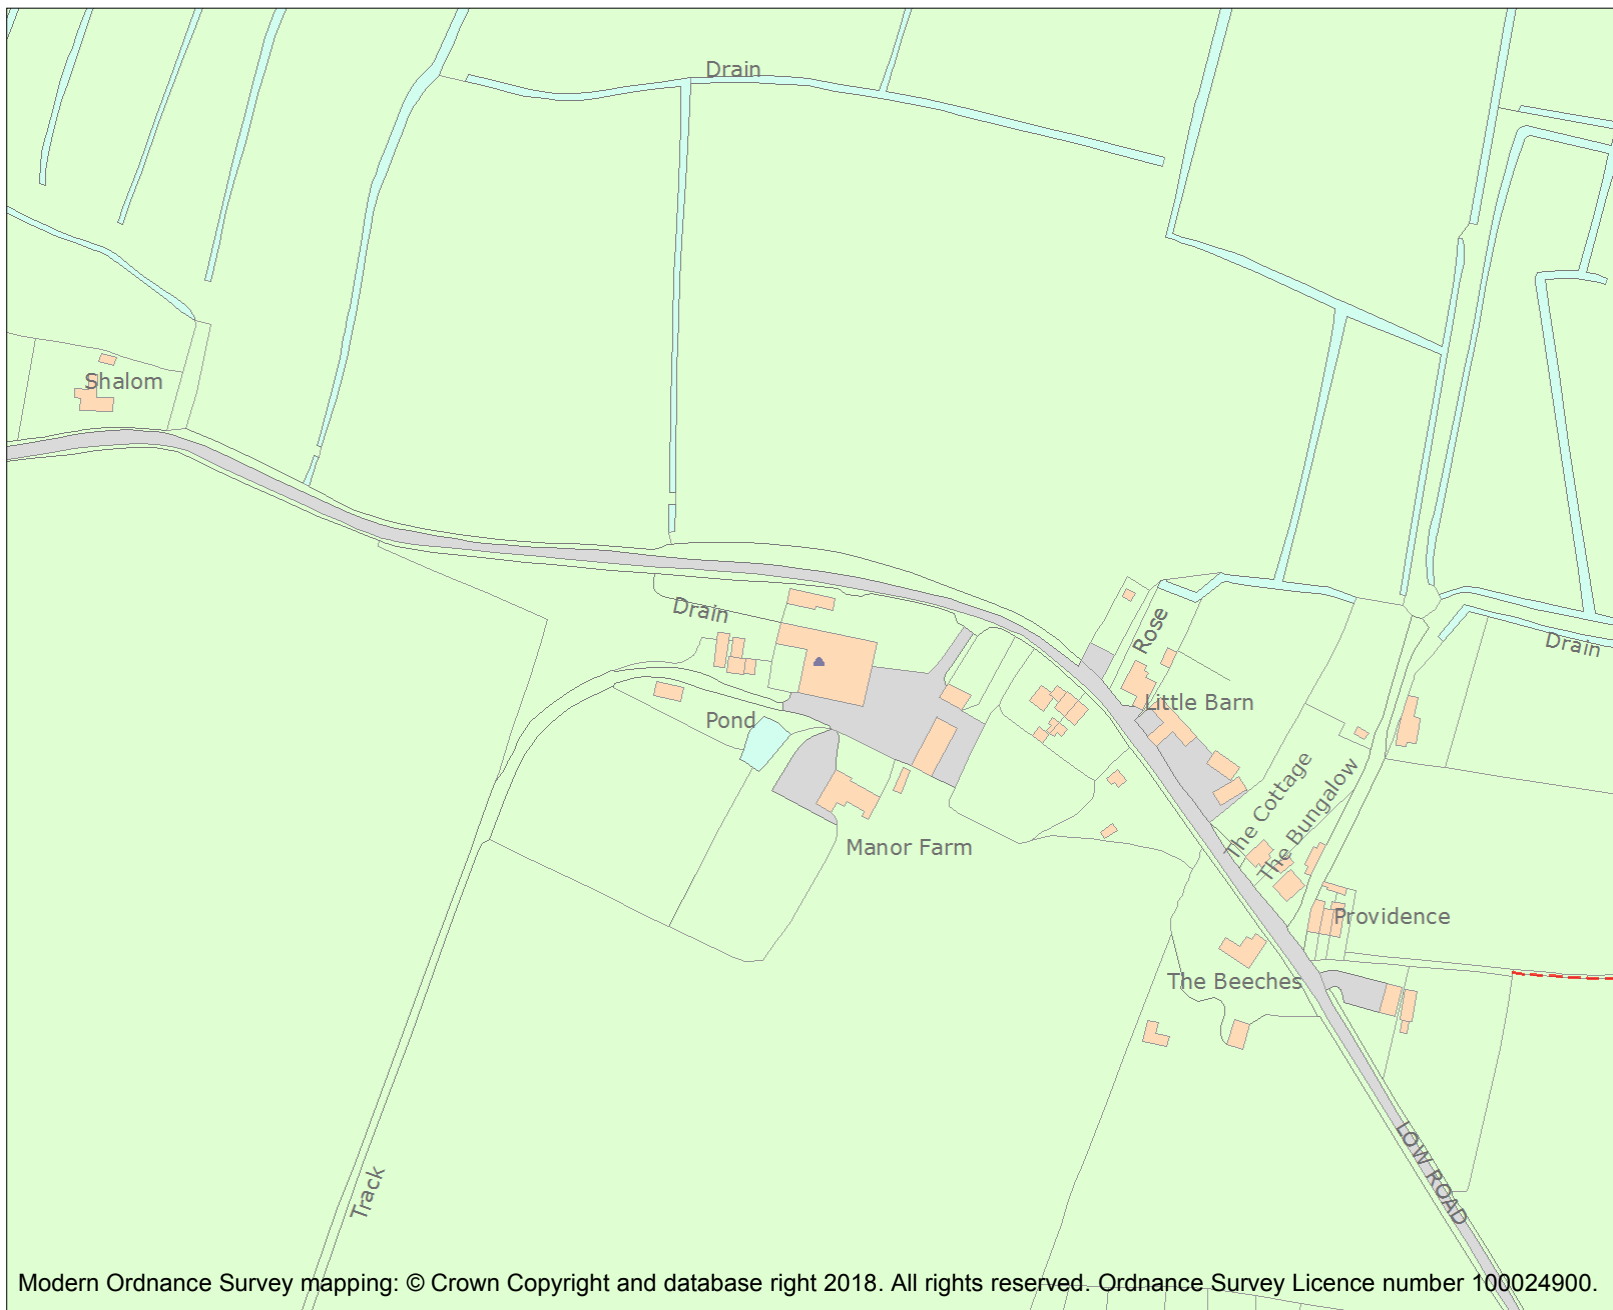 Drain
Shalom
Drain
Rose
Drain
Little Barn
Pond
The Cottage
The Bungalow
Manor Farm
Providence
The Beeches
LOW ROAD
Track
Modern Ordnance Survey mapping: © Crown Copyright and database right 2018. All rights reserved. Ordnance Survey Licence number 100024900.